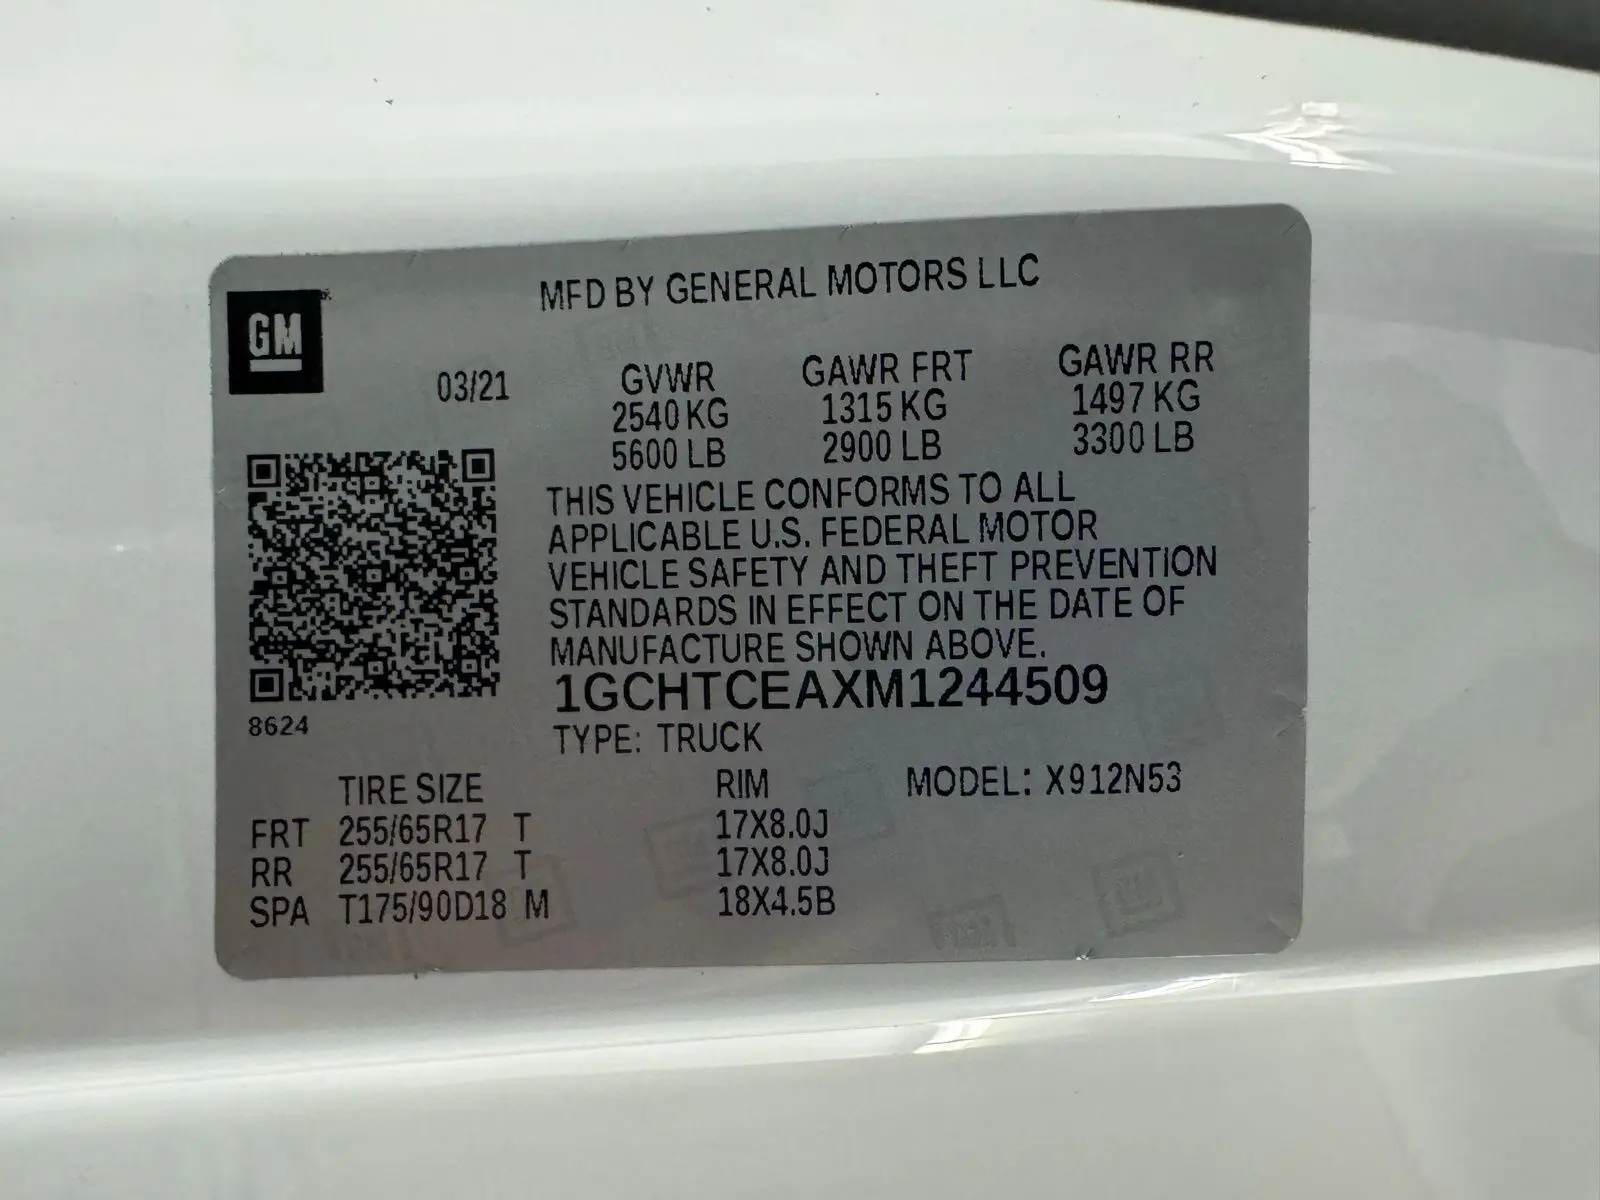 MFD BY GENERAL MOTORS LLC
GM
03/21 GVWR GAWR FRT GAWR RR
2540 KG 1315 KG 1497 KG
5600 LB 2900 LB 3300 LB
THIS VEHICLE CONFORMS TO ALL
APPLICABLE U.S. FEDERAL MOTOR
VEHICLE SAFETY AND THEFT PREVENTION
STANDARDS IN EFFECT ON THE DATE OF
MANUFACTURE SHOWN ABOVE.
1GCHTCEAXM1244509
8624
TYPE: TRUCK
TIRE SIZE RIM MODEL: X912N53
FRT 255/65R17 T 17X8.0J
RR 255/65R17 T 17X8.0J
SPA T175/90D18 M 18X4.5B